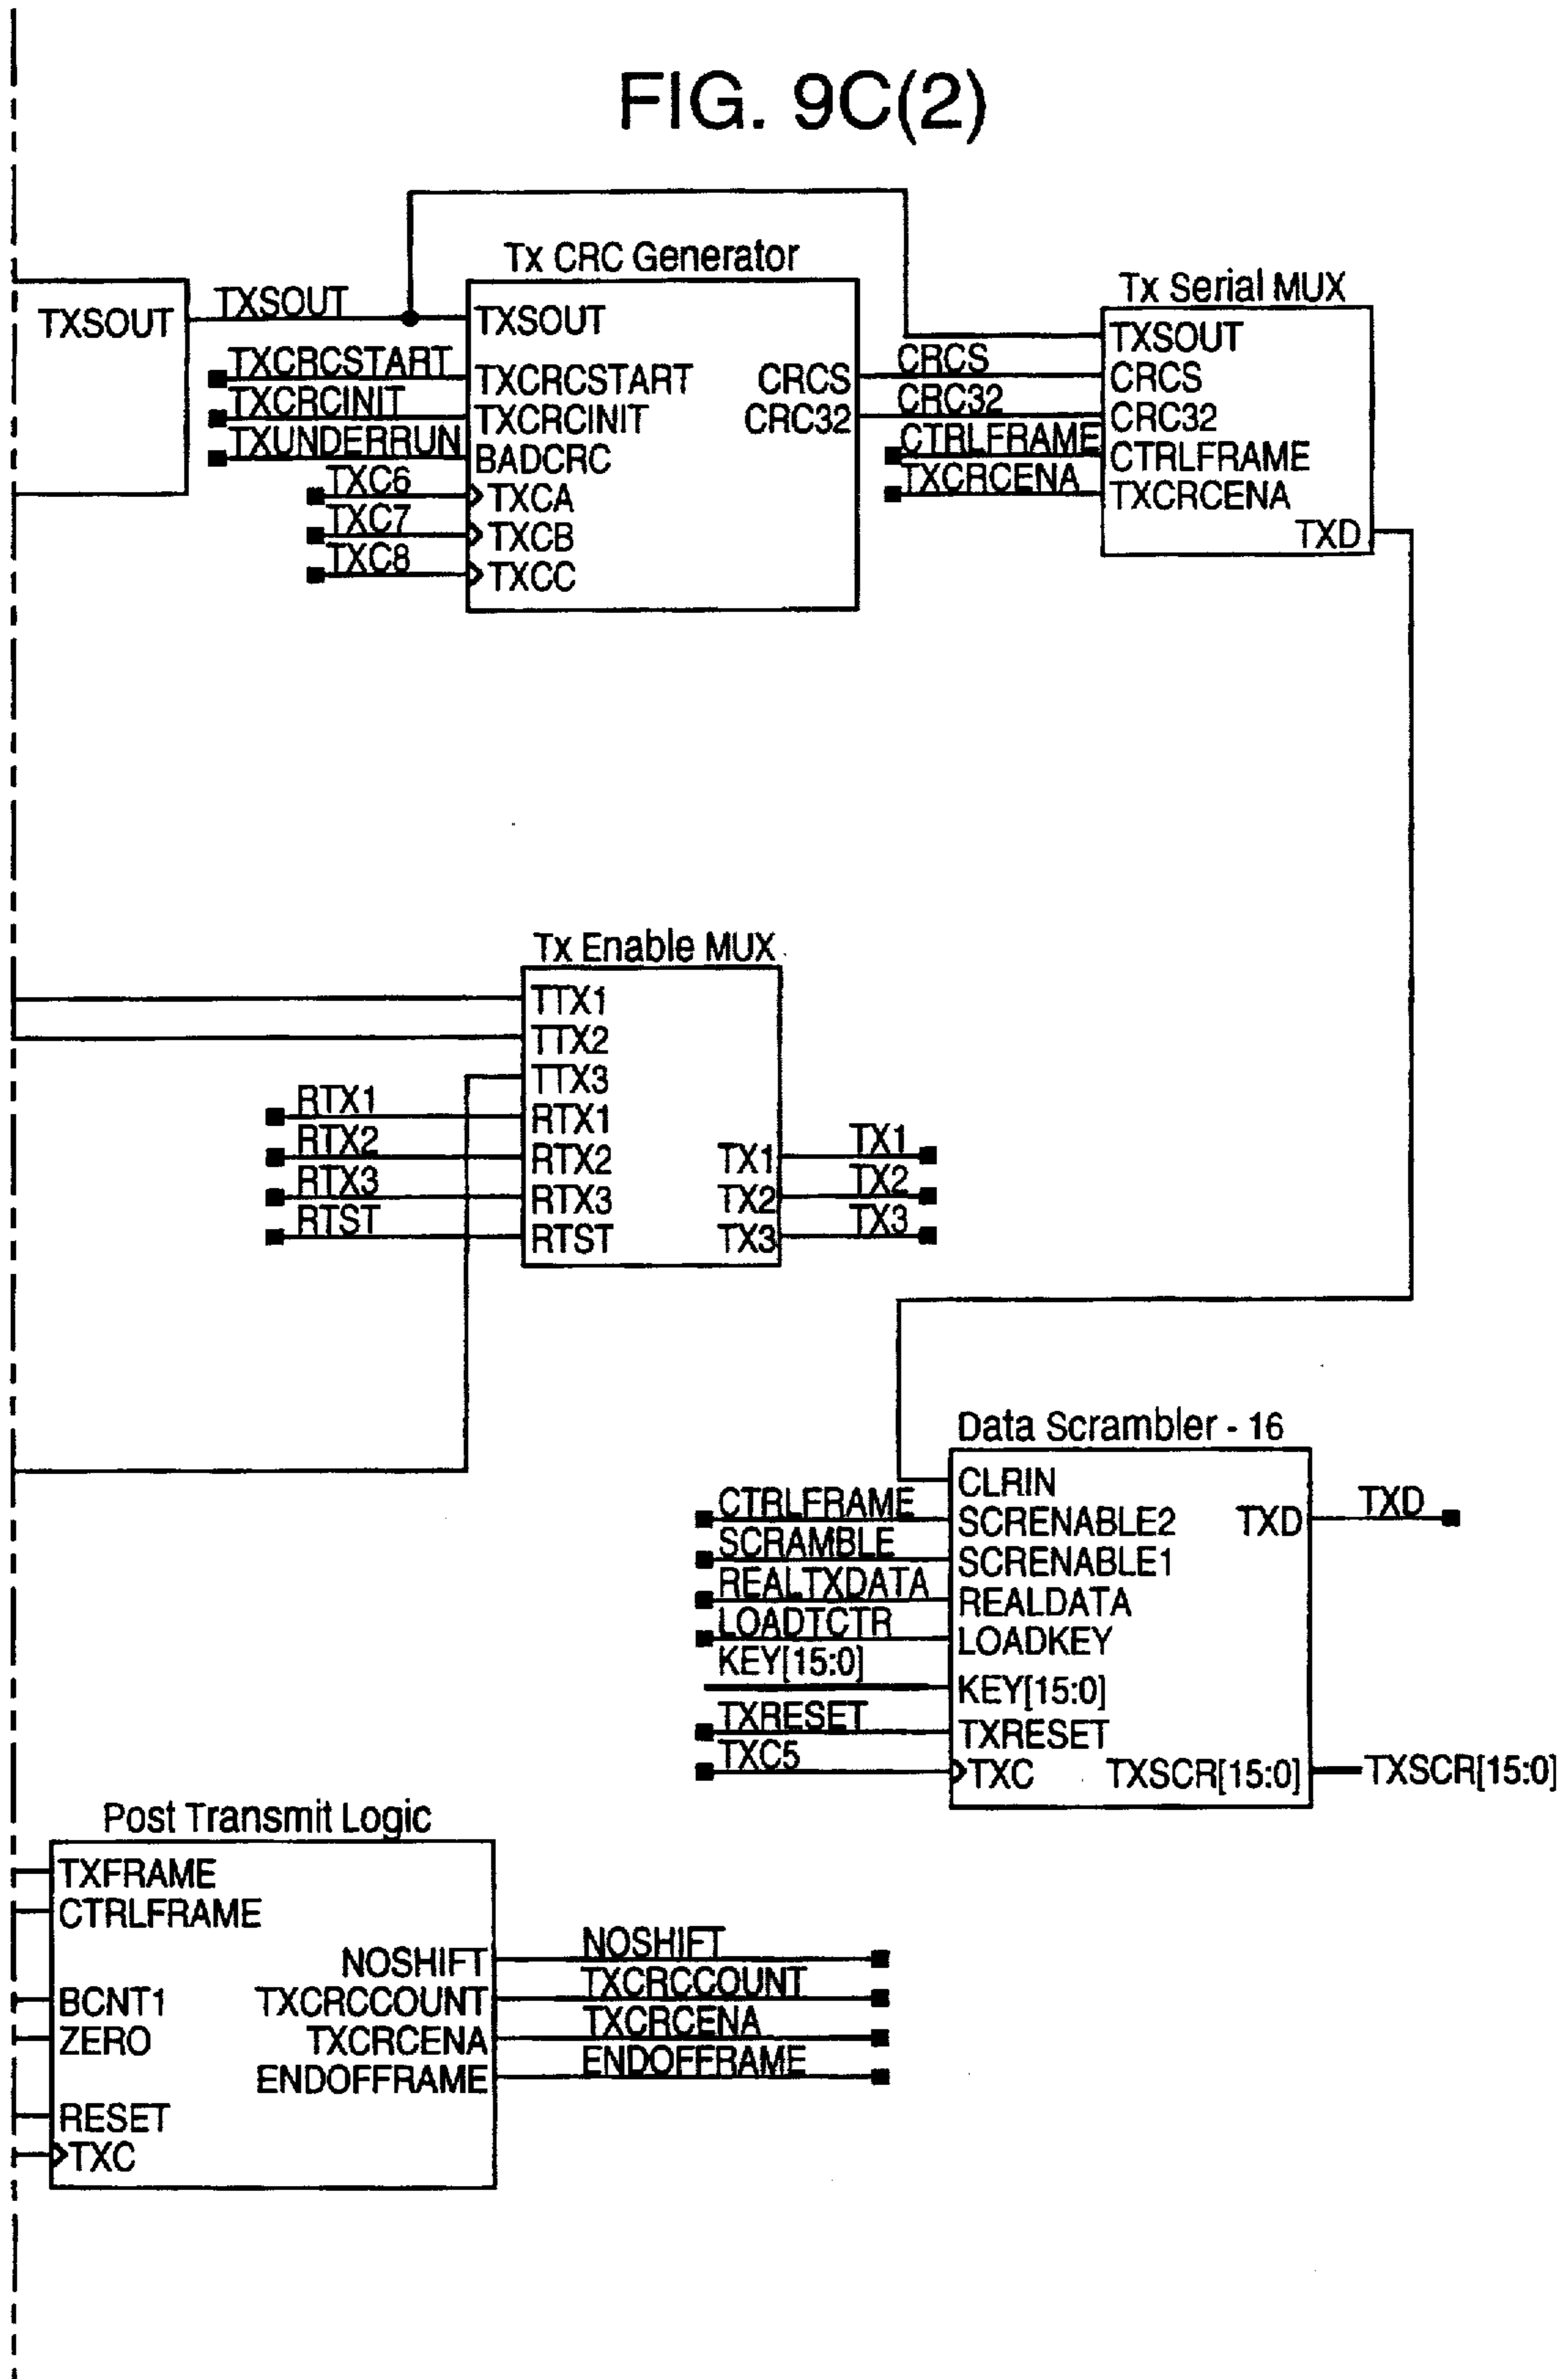 FIG. 9C(2)
TXSOUT
TXSOUT
Tx CRC Generator
TXCRCSTART
TXCRCINIT
TXUNDERRUN
TXC6
TXC7
TXC8
TXSOUT
TXCRCSTART
TXCRCINIT
BADCRC
TXCA
TXCB
TXCC
CRCS
CRC32
CRCS
CRC32
CTRLFRAME
TXCRCENA
Tx Serial MUX
TXSOUT
CRCS
CRC32
CTRLFRAME
TXCRCENA
TXD
Tx Enable MUX
RTX1
RTX2
RTX3
RTST
TTX1
TTX2
TTX3
RTX1
RTX2
RTX3
RTST
TX1
TX2
TX3
TX1
TX2
TX3
Data Scrambler - 16
CTRLFRAME
SCRAMBLE
REALTXDATA
LOADTCTR
KEY[15:0]
TXRESET
TXC5
CLRIN
SCRENABLE2
SCRENABLE1
REALDATA
LOADKEY
KEY[15:0]
TXRESET
TXC
TXD
TXSCR[15:0]
TXD
TXSCR[15:0]
Post Transmit Logic
TXFRAME
CTRLFRAME
BCNT1
ZERO
RESET
TXC
NOSHIFT
TXCRCCOUNT
TXCRCENA
ENDOFFRAME
NOSHIFT
TXCRCCOUNT
TXCRCENA
ENDOFFRAME